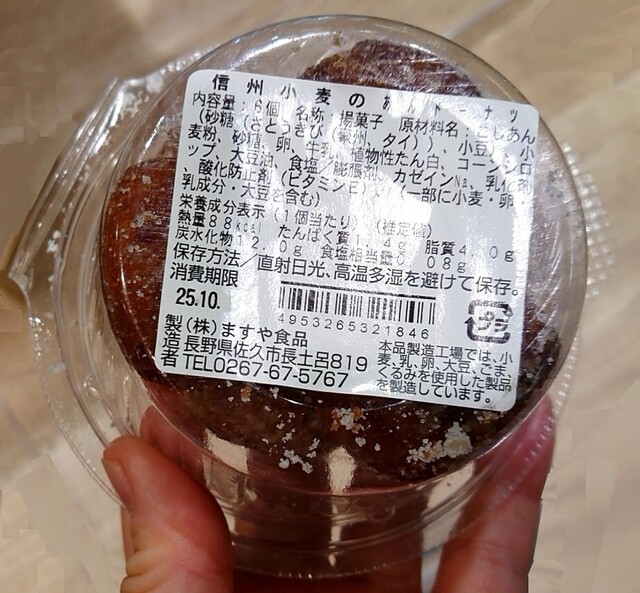 信州小麦のあんドーナツ
内容量：6個 名称：揚菓子 原材料名：こしあん
（砂糖（さとうきび（豪州、タイ））、小豆）、小
麦粉、砂糖、卵、牛乳、植物性たん白、コーンシロ
ップ、大豆油、食塩／膨脹剤、カゼインNa、乳化剤
、酸化防止剤（ビタミンE）、（一部に小麦・卵・
乳成分・大豆を含む）
栄養成分表示（1個当たり）（推定値）
熱量88kcal たんぱく質1.4g 脂質4.0g
炭水化物12.0g 食塩相当量0.08g
保存方法／直射日光、高温多湿を避けて保存。
消費期限
25.10.
4953265321846
プラ
製造者
(株)ますや食品
長野県佐久市長土呂819
TEL0267-67-5767
本品製造工場では、小
麦、乳、卵、大豆、ごま、
くるみを使用した製品
を製造しています。